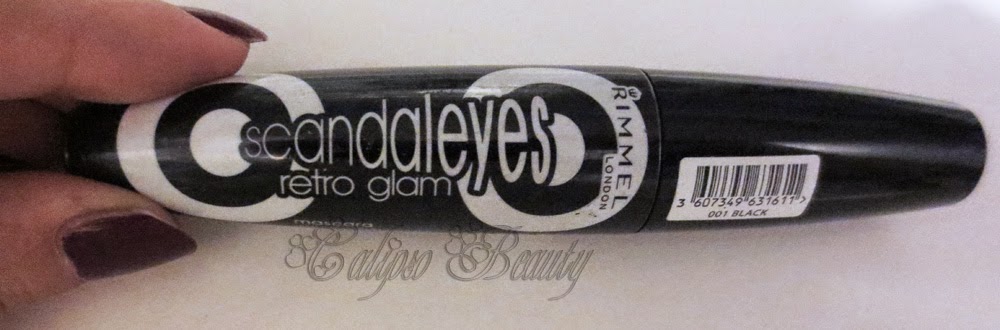 scandaleyes
retro glam
mascara
RIMMEL
LONDON
3 607349 631611 >
001 BLACK
Calipso Beauty